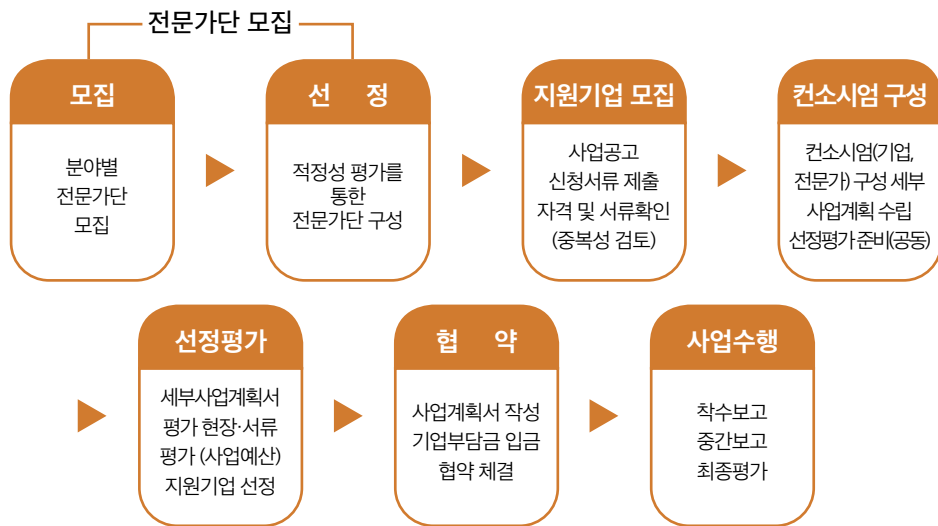 전문가단 모집
모집
분야별
전문가단
모집
선 정
적정성 평가를
통한
전문가단 구성
지원기업 모집
사업공고
신청서류 제출
자격 및 서류확인
(중복성 검토)
컨소시엄 구성
컨소시엄(기업,
전문가) 구성 세부
사업계획 수립
선정평가 준비(공동)
선정평가
세부사업계획서
평가 현장·서류
평가 (사업예산)
지원기업 선정
협 약
사업계획서 작성
기업부담금 입금
협약 체결
사업수행
착수보고
중간보고
최종평가